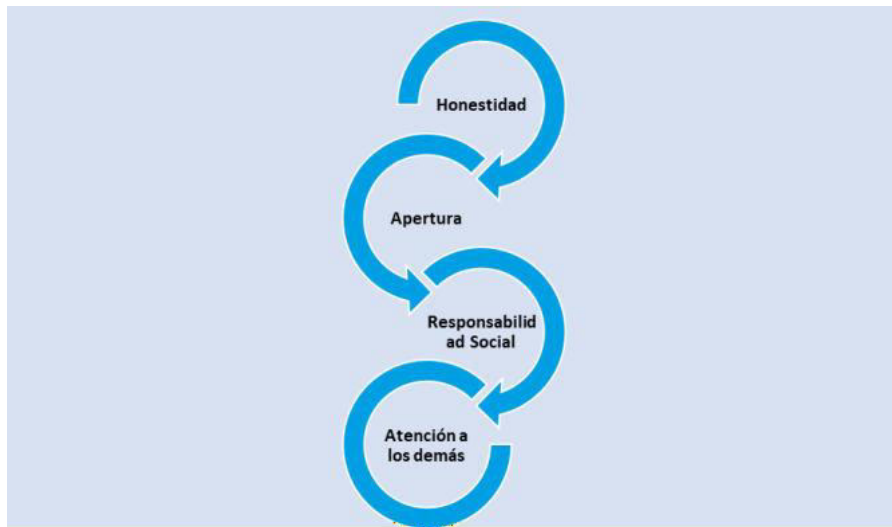 Honestidad
Apertura
Responsabilid
ad Social
Atención a
los demás